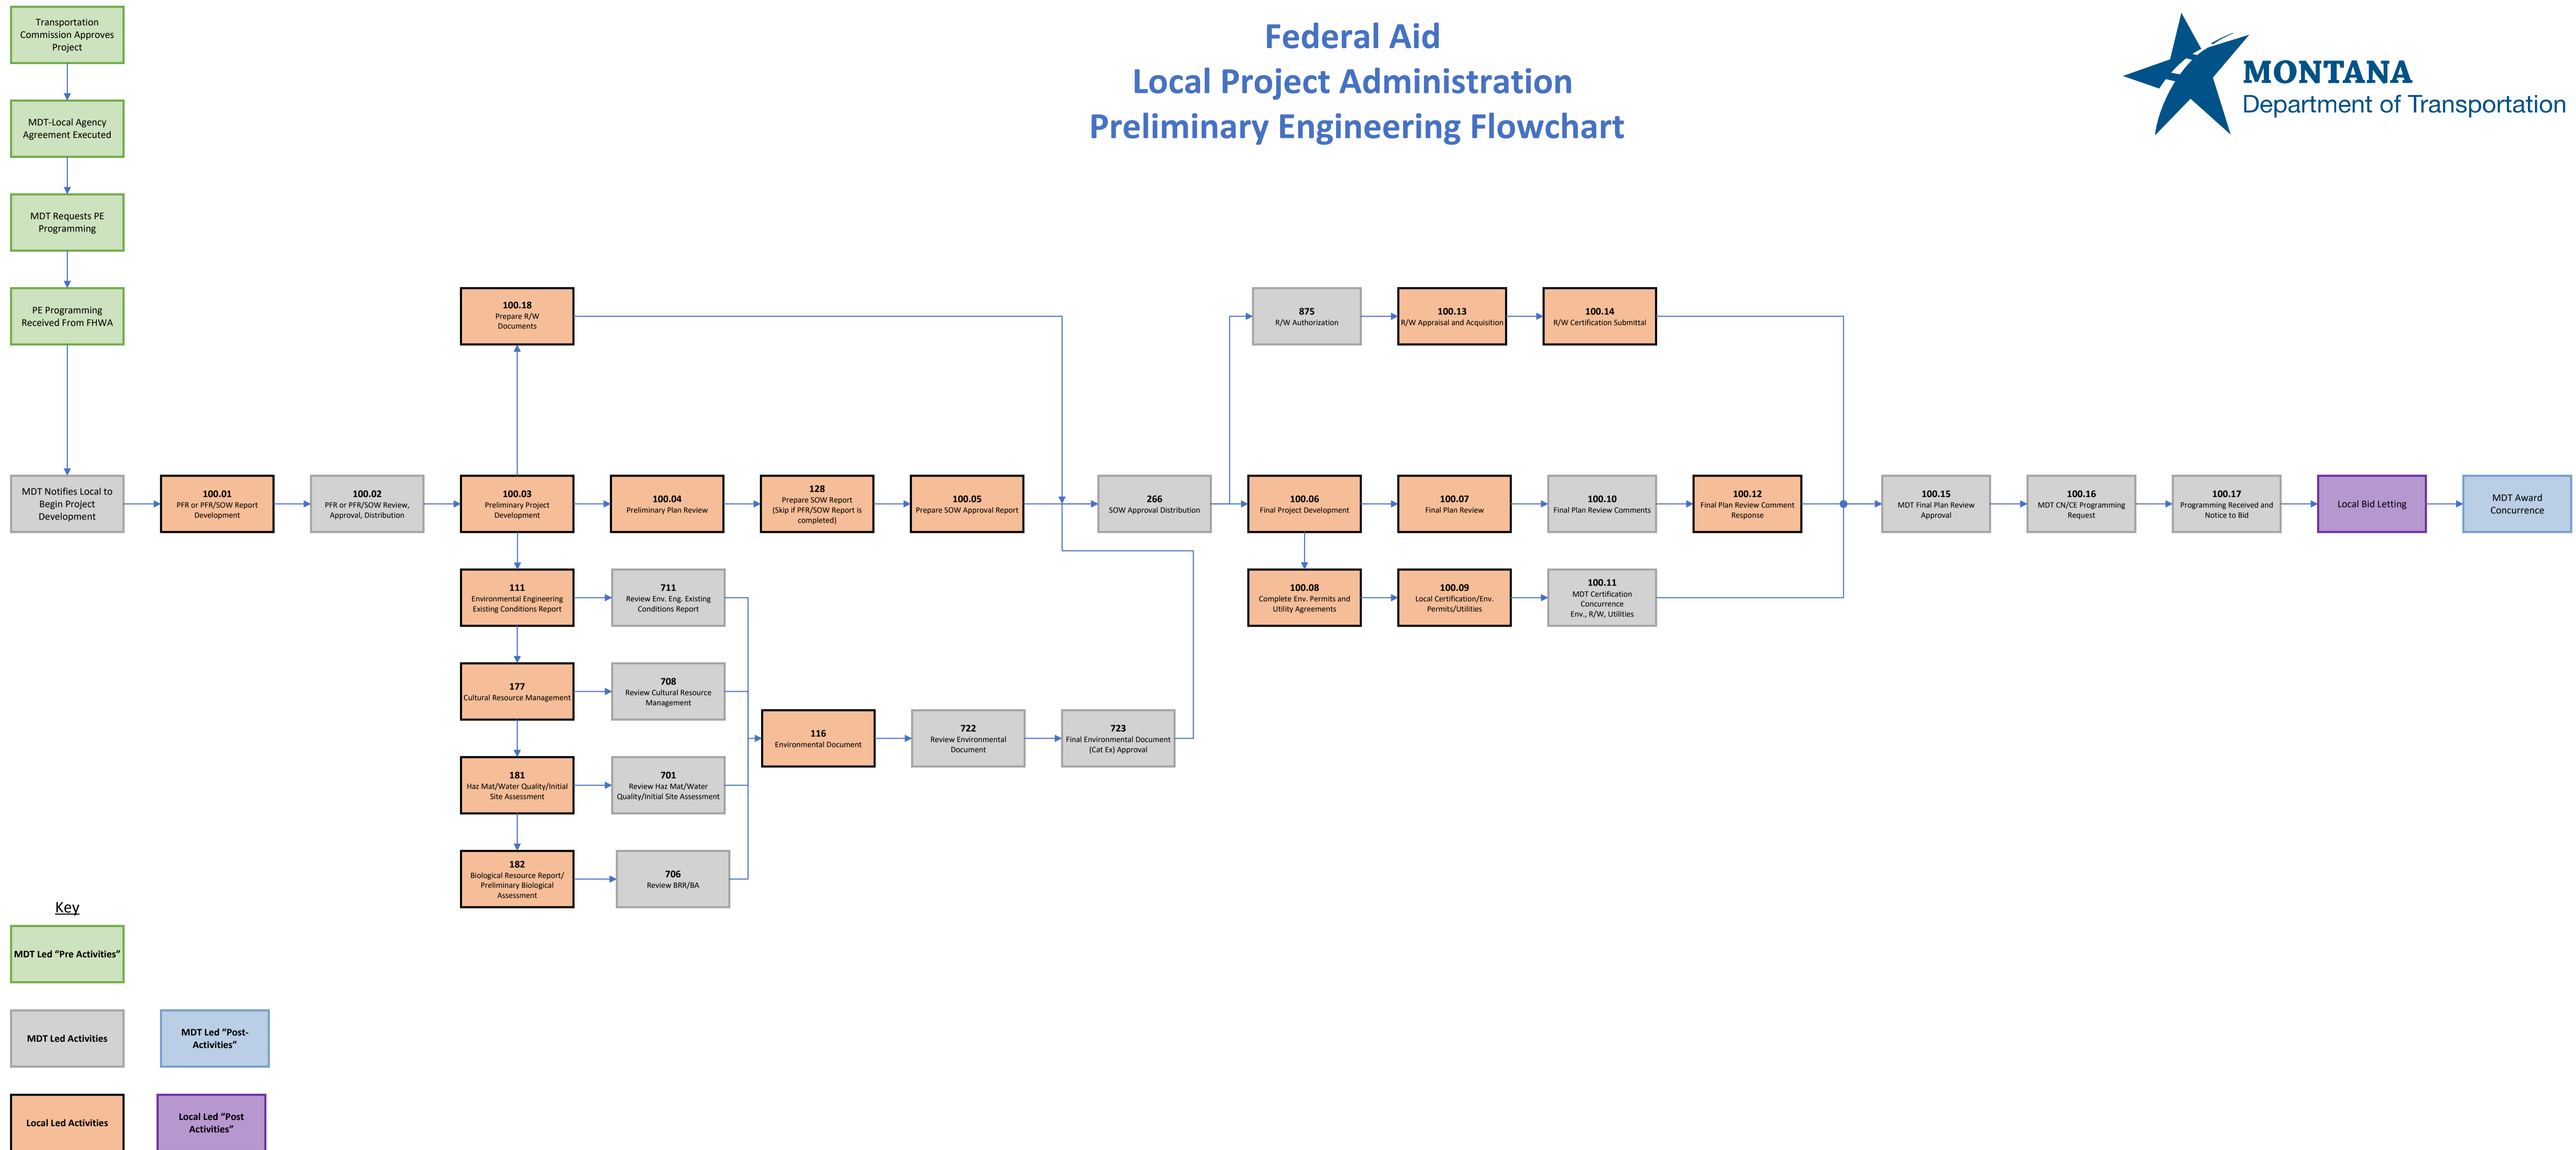 Federal Aid
Local Project Administration
Preliminary Engineering Flowchart
MONTANA
Department of Transportation
Transportation
Commission Approves
Project
MDT-Local Agency
Agreement Executed
MDT Requests PE
Programming
PE Programming
Received From FHWA
100.18
Prepare R/W
Documents
875
R/W Authorization
100.13
R/W Appraisal and Acquisition
100.14
R/W Certification Submittal
MDT Notifies Local to
Begin Project
Development
100.01
PFR or PFR/SOW Report
Development
100.02
PFR or PFR/SOW Review,
Approval, Distribution
100.03
Preliminary Project
Development
100.04
Preliminary Plan Review
128
Prepare SOW Report
(Skip if PFR/SOW Report is
completed)
100.05
Prepare SOW Approval Report
266
SOW Approval Distribution
100.06
Final Project Development
100.07
Final Plan Review
100.10
Final Plan Review Comments
100.12
Final Plan Review Comment
Response
100.15
MDT Final Plan Review
Approval
100.16
MDT CN/CE Programming
Request
100.17
Programming Received and
Notice to Bid
Local Bid Letting
MDT Award
Concurrence
111
Environmental Engineering
Existing Conditions Report
711
Review Env. Eng. Existing
Conditions Report
100.08
Complete Env. Permits and
Utility Agreements
100.09
Local Certification/Env.
Permits/Utilities
100.11
MDT Certification
Concurrence
Env., R/W, Utilities
177
Cultural Resource Management
708
Review Cultural Resource
Management
116
Environmental Document
722
Review Environmental
Document
723
Final Environmental Document
(Cat Ex) Approval
181
Haz Mat/Water Quality/Initial
Site Assessment
701
Review Haz Mat/Water
Quality/Initial Site Assessment
182
Biological Resource Report/
Preliminary Biological
Assessment
706
Review BRR/BA
Key
MDT Led “Pre Activities”
MDT Led Activities
MDT Led “Post-
Activities”
Local Led Activities
Local Led “Post
Activities”